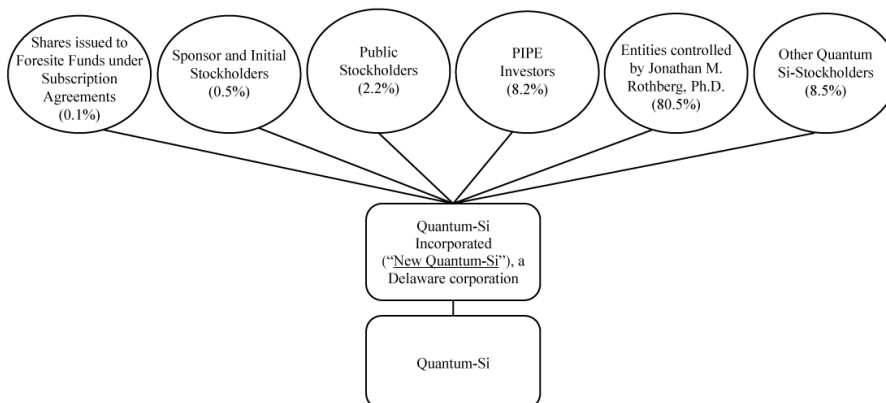 Shares issued to
Foresite Funds under
Subscription
Agreements
(0.1%)
Sponsor and Initial
Stockholders
(0.5%)
Public
Stockholders
(2.2%)
PIPE
Investors
(8.2%)
Entities controlled
by Jonathan M.
Rothberg, Ph.D.
(80.5%)
Other Quantum
Si-Stockholders
(8.5%)
Quantum-Si
Incorporated
(“New Quantum-Si”), a
Delaware corporation
Quantum-Si